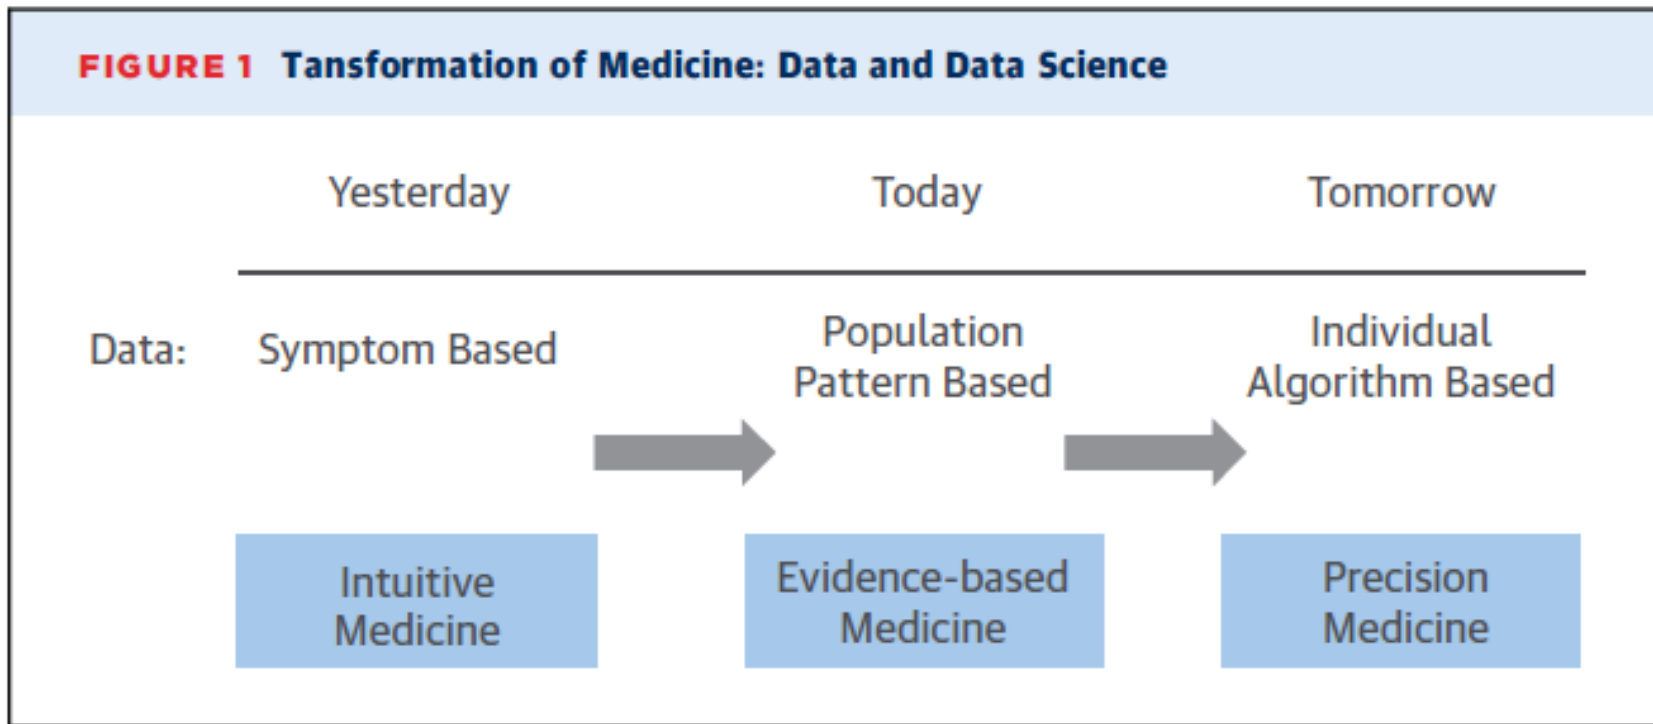 FIGURE 1 Tansformation of Medicine: Data and Data Science
Yesterday Today Tomorrow
Data: Symptom Based
Population
Pattern Based
Individual
Algorithm Based
Intuitive
Medicine
Evidence-based
Medicine
Precision
Medicine